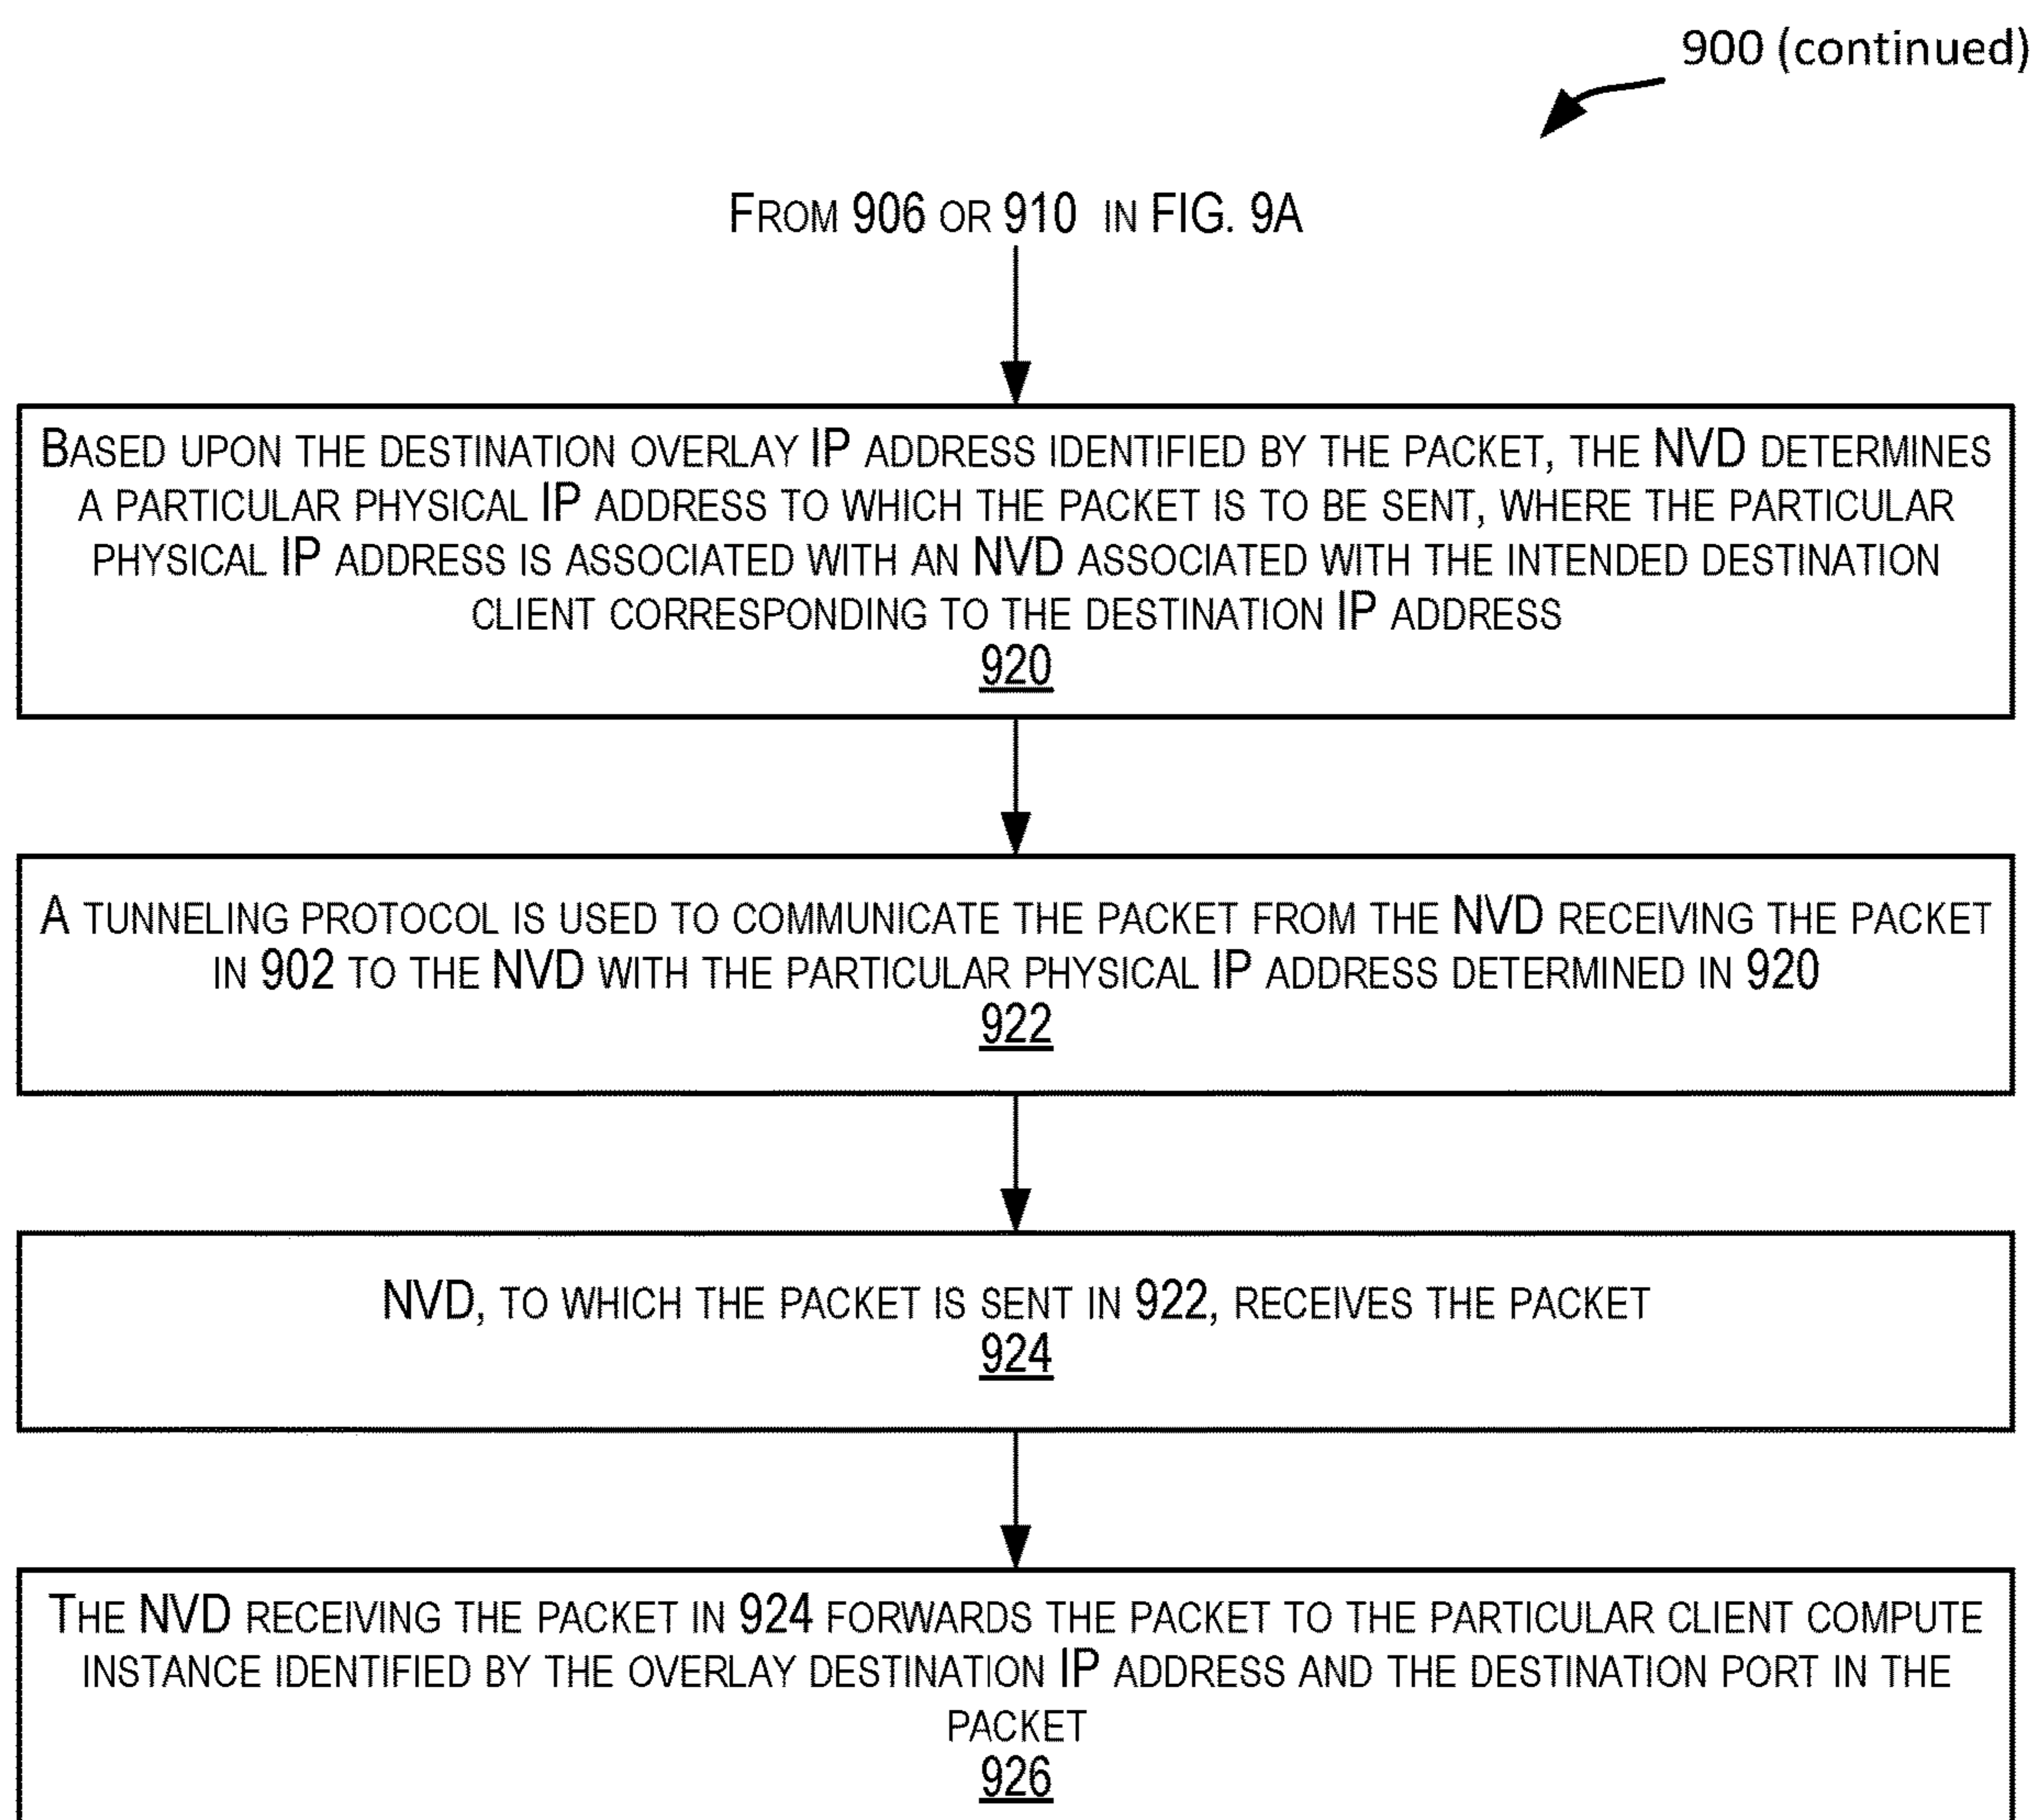 900 (continued)
From 906 or 910 in FIG. 9A
Based upon the destination overlay IP address identified by the packet, the NVD determines
a particular physical IP address to which the packet is to be sent, where the particular
physical IP address is associated with an NVD associated with the intended destination
client corresponding to the destination IP address
920
A tunneling protocol is used to communicate the packet from the NVD receiving the packet
in 902 to the NVD with the particular physical IP address determined in 920
922
NVD, to which the packet is sent in 922, receives the packet
924
The NVD receiving the packet in 924 forwards the packet to the particular client compute
instance identified by the overlay destination IP address and the destination port in the
packet
926